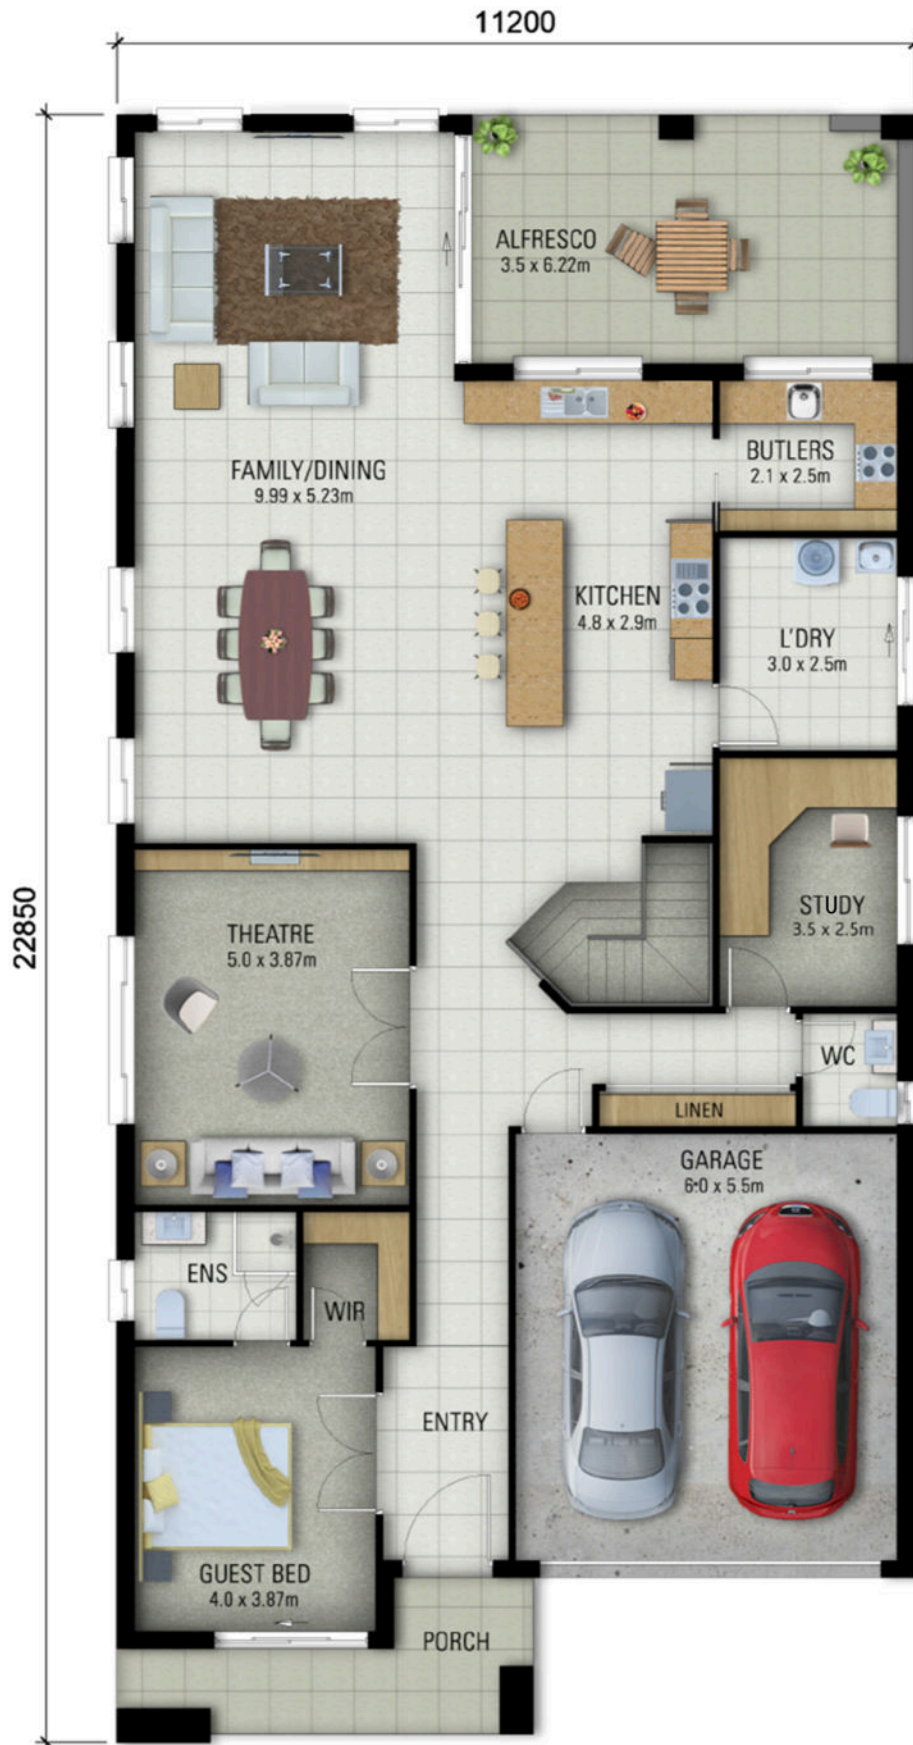 11200
22850
ALFRESCO
3.5 x 6.22m
FAMILY/DINING
9.99 x 5.23m
BUTLERS
2.1 x 2.5m
KITCHEN
4.8 x 2.9m
L'DRY
3.0 x 2.5m
THEATRE
5.0 x 3.87m
STUDY
3.5 x 2.5m
WC
LINEN
GARAGE
6.0 x 5.5m
ENS
WIR
ENTRY
GUEST BED
4.0 x 3.87m
PORCH